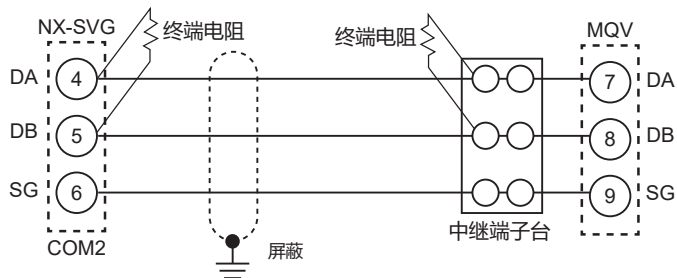 NX-SVG
终端电阻
终端电阻
MQV
DA 4 7 DA
DB 5 8 DB
SG 6 9 SG
中继端子台
COM2
屏蔽